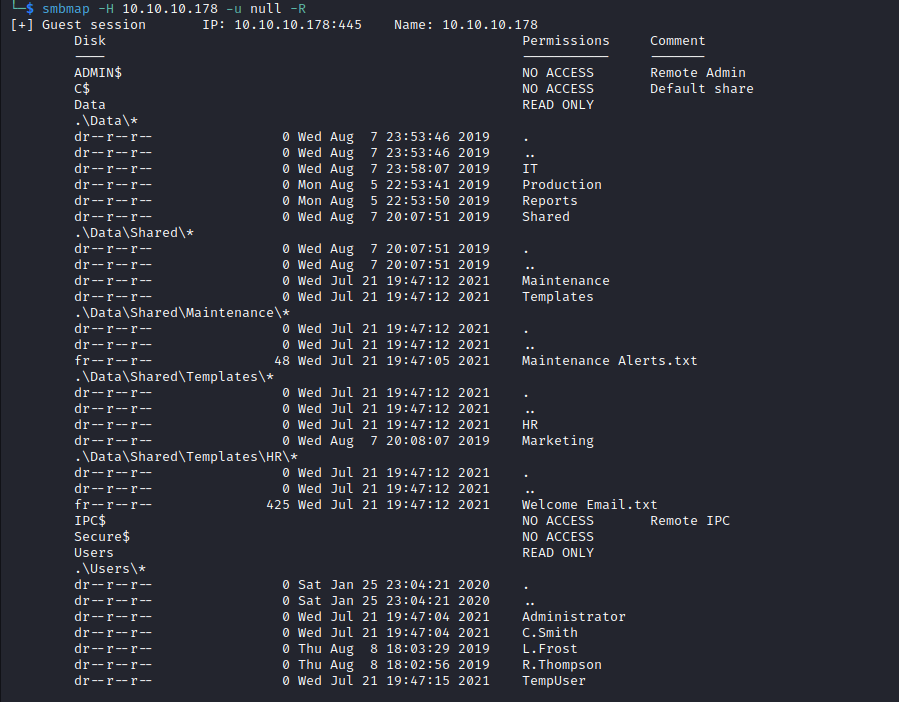 └─$ smbmap -H 10.10.10.178 -u null -R
[+] Guest session       IP: 10.10.10.178:445    Name: 10.10.10.178
        Disk                                                    Permissions     Comment
        ----                                                    -----------     -------
        ADMIN$                                                  NO ACCESS       Remote Admin
        C$                                                      NO ACCESS       Default share
        Data                                                    READ ONLY
        .\Data\*
        dr--r--r--                0 Wed Aug  7 23:53:46 2019    .
        dr--r--r--                0 Wed Aug  7 23:53:46 2019    ..
        dr--r--r--                0 Wed Aug  7 23:58:07 2019    IT
        dr--r--r--                0 Mon Aug  5 22:53:41 2019    Production
        dr--r--r--                0 Mon Aug  5 22:53:50 2019    Reports
        dr--r--r--                0 Wed Aug  7 20:07:51 2019    Shared
        .\Data\Shared\*
        dr--r--r--                0 Wed Aug  7 20:07:51 2019    .
        dr--r--r--                0 Wed Aug  7 20:07:51 2019    ..
        dr--r--r--                0 Wed Jul 21 19:47:12 2021    Maintenance
        dr--r--r--                0 Wed Jul 21 19:47:12 2021    Templates
        .\Data\Shared\Maintenance\*
        dr--r--r--                0 Wed Jul 21 19:47:12 2021    .
        dr--r--r--                0 Wed Jul 21 19:47:12 2021    ..
        fr--r--r--               48 Wed Jul 21 19:47:05 2021    Maintenance Alerts.txt
        .\Data\Shared\Templates\*
        dr--r--r--                0 Wed Jul 21 19:47:12 2021    .
        dr--r--r--                0 Wed Jul 21 19:47:12 2021    ..
        dr--r--r--                0 Wed Jul 21 19:47:12 2021    HR
        dr--r--r--                0 Wed Aug  7 20:08:07 2019    Marketing
        .\Data\Shared\Templates\HR\*
        dr--r--r--                0 Wed Jul 21 19:47:12 2021    .
        dr--r--r--                0 Wed Jul 21 19:47:12 2021    ..
        fr--r--r--              425 Wed Jul 21 19:47:12 2021    Welcome Email.txt
        IPC$                                                    NO ACCESS       Remote IPC
        Secure$                                                 NO ACCESS
        Users                                                   READ ONLY
        .\Users\*
        dr--r--r--                0 Sat Jan 25 23:04:21 2020    .
        dr--r--r--                0 Sat Jan 25 23:04:21 2020    ..
        dr--r--r--                0 Wed Jul 21 19:47:04 2021    Administrator
        dr--r--r--                0 Wed Jul 21 19:47:04 2021    C.Smith
        dr--r--r--                0 Thu Aug  8 18:03:29 2019    L.Frost
        dr--r--r--                0 Thu Aug  8 18:02:56 2019    R.Thompson
        dr--r--r--                0 Wed Jul 21 19:47:15 2021    TempUser